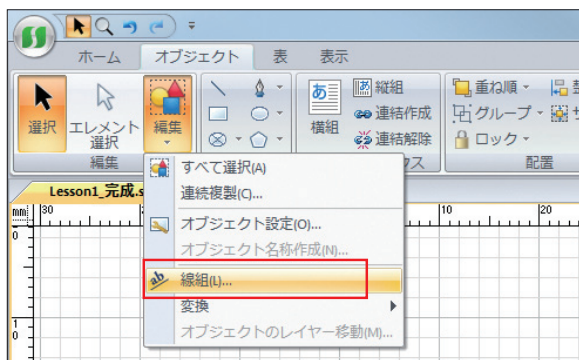 ホーム オブジェクト 表 表示
選択 エレメント選択 編集 横組 縦組 重ね順
連結作成 グループ
連結解除 ロック
編集 クス 配置
すべて選択(A)
連続複製(C)...
オブジェクト設定(O)...
オブジェクト名称作成(N)...
線組(L)...
変換
オブジェクトのレイヤー移動(M)...
Lesson1_完成.s
mm 30 10 20
0
10